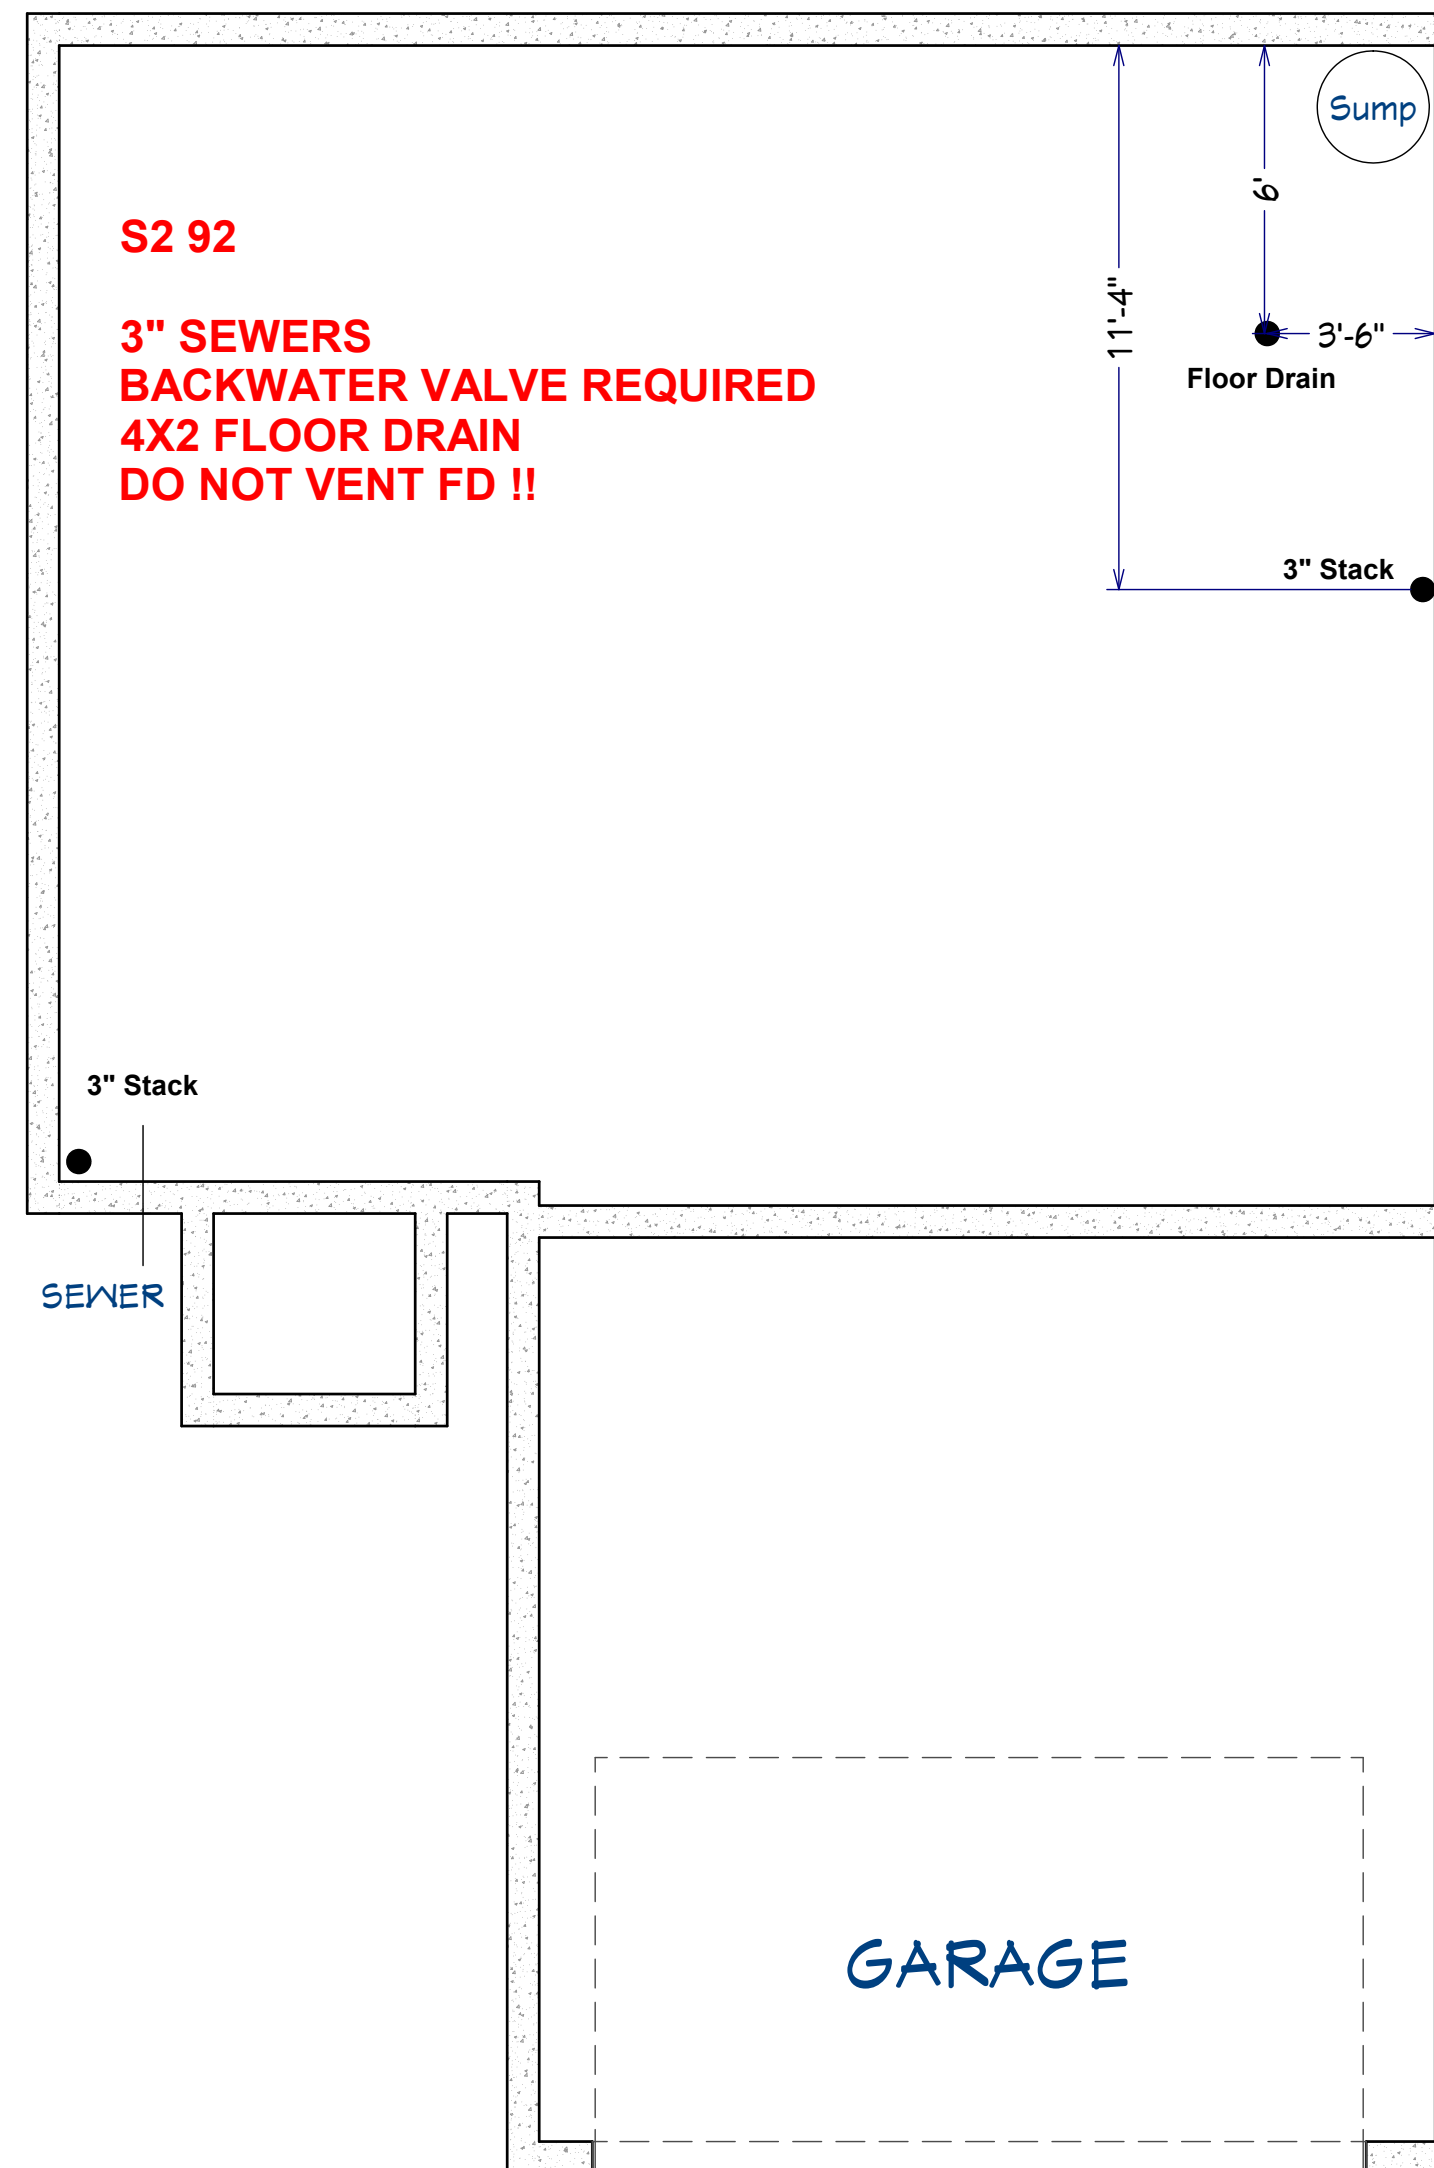 Sump
6'
S2 92
11'-4"
3" SEWERS
3'-6"
BACKWATER VALVE REQUIRED
Floor Drain
4X2 FLOOR DRAIN
DO NOT VENT FD !!
3" Stack
3" Stack
SEWER
GARAGE